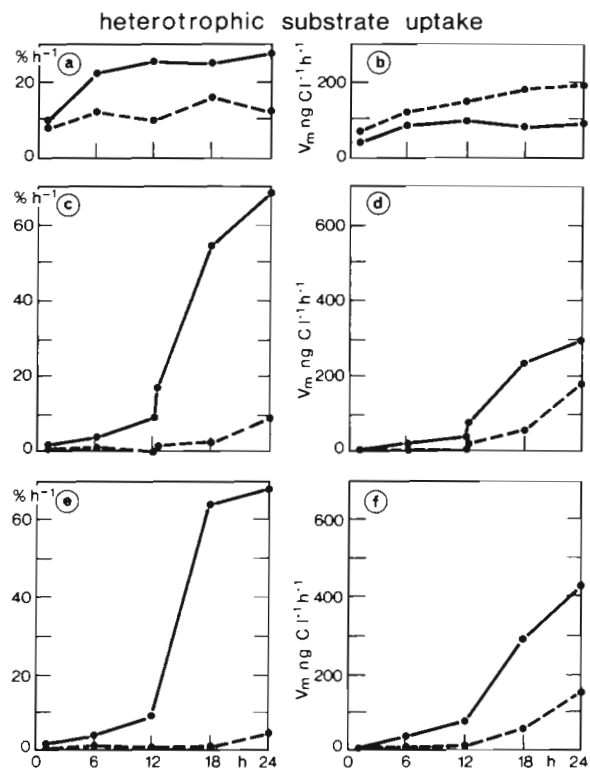 heterotrophic substrate uptake
% h⁻¹
a
20
0
b
Vm ng C l⁻¹ h⁻¹
200
0
% h⁻¹
c
60
40
20
0
d
Vm ng C l⁻¹ h⁻¹
600
400
200
0
% h⁻¹
e
60
40
20
0
0 6 12 18 h 24
f
Vm ng C l⁻¹ h⁻¹
600
400
200
0
0 6 12 18 h 24